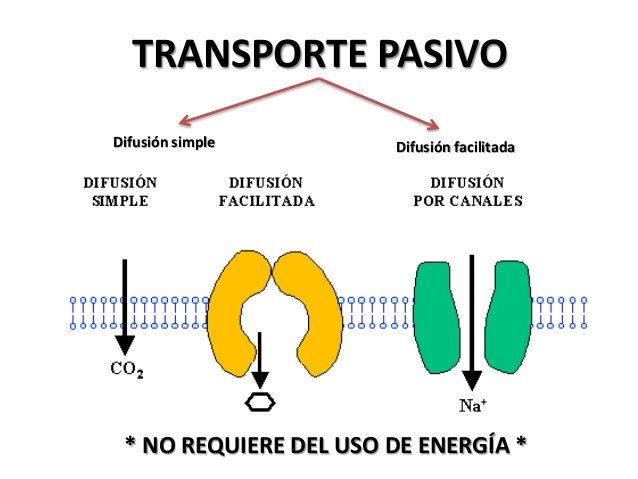 TRANSPORTE PASIVO
Difusión simple
Difusión facilitada
DIFUSIÓN
SIMPLE
DIFUSIÓN
FACILITADA
DIFUSIÓN
POR CANALES
CO₂
Na⁺
* NO REQUIERE DEL USO DE ENERGÍA *